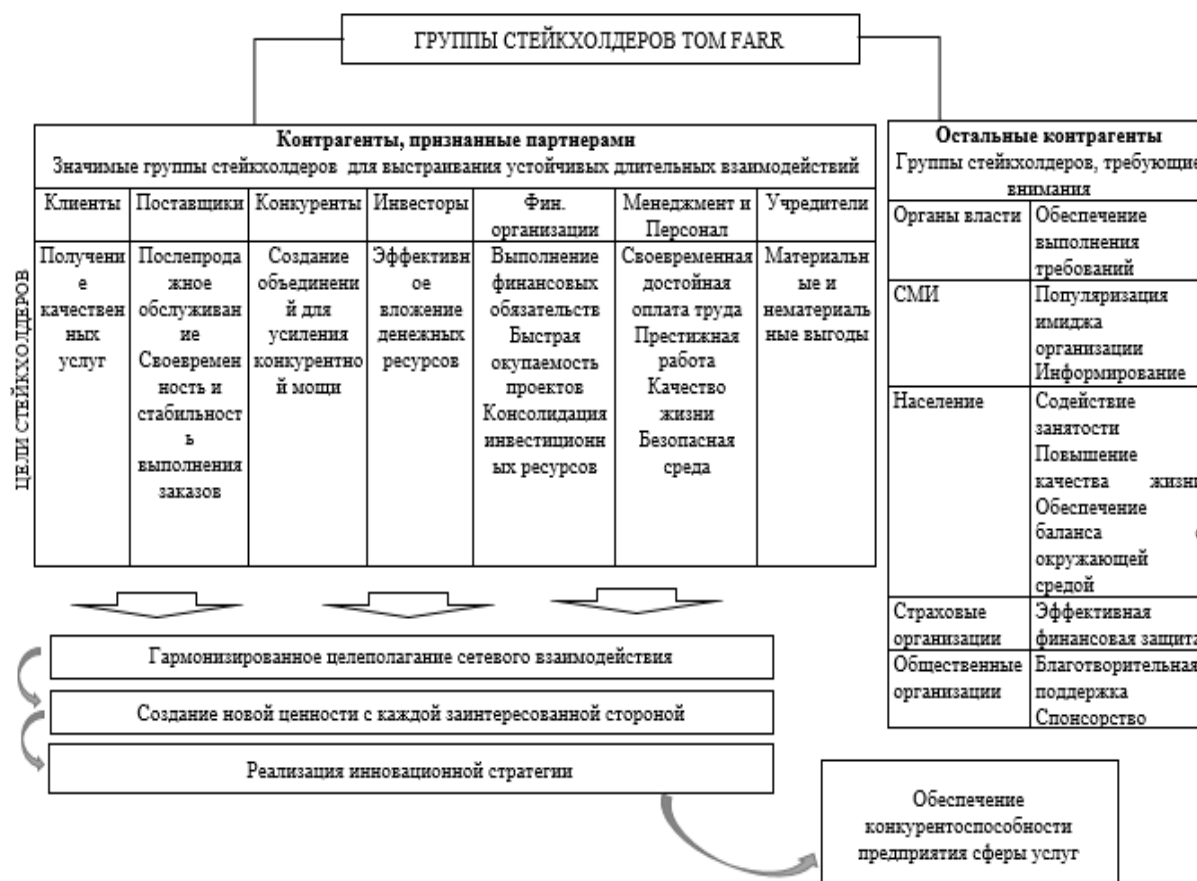 ГРУППЫ СТЕЙКХОЛДЕРОВ TOM FARR
Контрагенты, признанные партнерами
Значимые группы стейкхолдеров для выстраивания устойчивых длительных взаимодействий
Клиенты
Поставщики
Конкуренты
Инвесторы
Фин.
организации
Менеджмент и
Персонал
Учредители
ЦЕЛИ СТЕЙКХОЛДЕРОВ
Получени
е
качествен
ных
услуг
Послепрода
жное
обслуживан
ие
Своевремен
ность и
стабильност
ь
выполнения
заказов
Создание
объединени
й для
усиления
конкурентно
й мощи
Эффективн
ое
вложение
денежных
ресурсов
Выполнение
финансовых
обязательств
Быстрая
окупаемость
проектов
Консолидация
инвестиционн
ых ресурсов
Своевременная
достойная
оплата труда
Престижная
работа
Качество
жизни
Безопасная
среда
Материальн
ые и
нематериаль
ные выгоды
Остальные контрагенты
Группы стейкхолдеров, требующие
внимания
Органы власти
Обеспечение
выполнения
требований
СМИ
Популяризация
имиджа
организации
Информирование
Население
Содействие
занятости
Повышение
качества жизни
Обеспечение
баланса с
окружающей
средой
Страховые
организации
Эффективная
финансовая защита
Общественные
организации
Благотворительная
поддержка
Спонсорство
Гармонизированное целеполагание сетевого взаимодействия
Создание новой ценности с каждой заинтересованной стороной
Реализация инновационной стратегии
Обеспечение
конкурентоспособности
предприятия сферы услуг